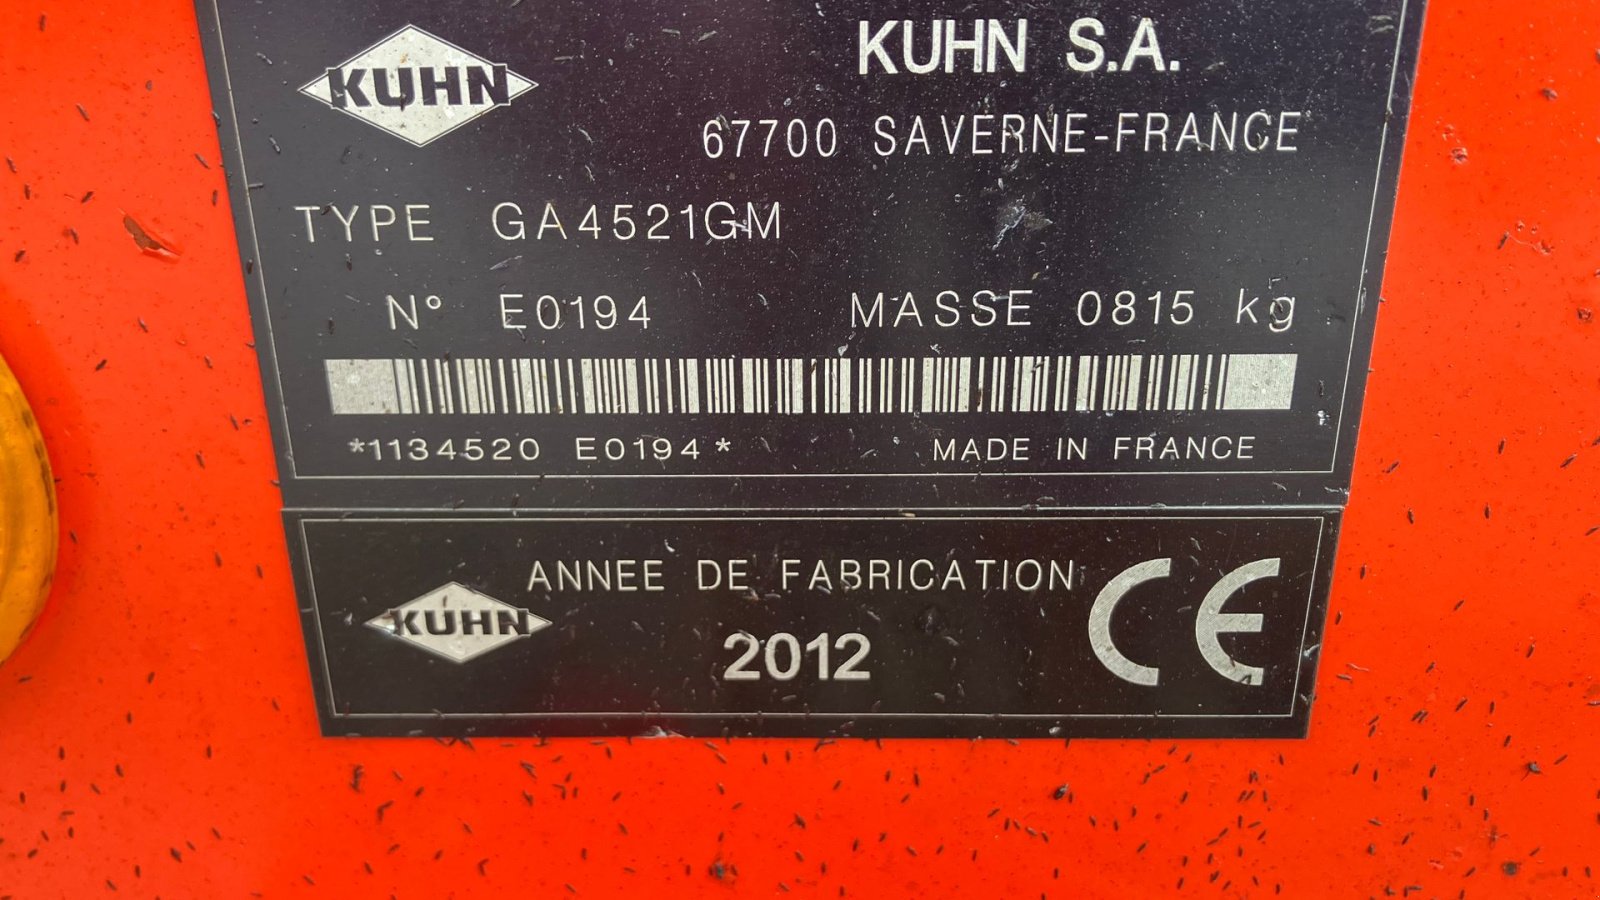 KUHN
KUHN S.A.
67700 SAVERNE-FRANCE
TYPE GA4521GM
N° E0194 MASSE 0815 kg
*1134520 E0194* MADE IN FRANCE
ANNEE DE FABRICATION
KUHN
2012
CE